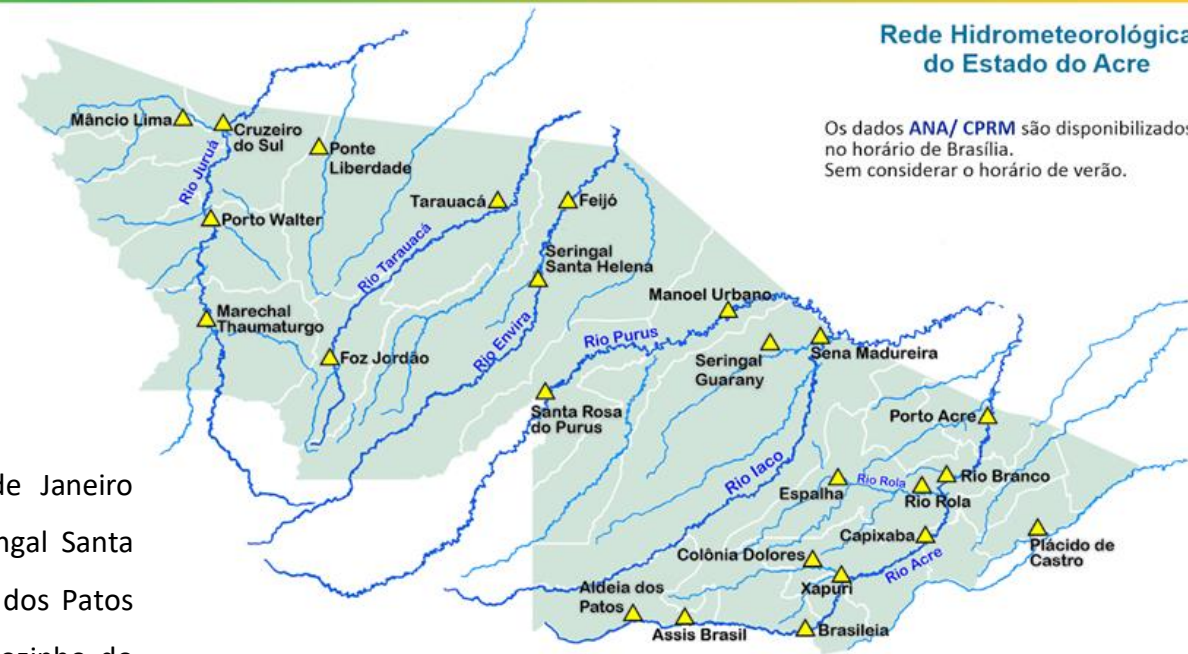 Rede Hidrometeorológica
do Estado do Acre
Os dados ANA/ CPRM são disponibilizados
no horário de Brasília.
Sem considerar o horário de verão.
Mâncio Lima
Cruzeiro
do Sul
Ponte
Liberdade
Rio Juruá
Porto Walter
Tarauacá
Feijó
Rio Tarauacá
Seringal
Santa Helena
Marechal
Thaumaturgo
Foz Jordão
Rio Envira
Manoel Urbano
Rio Purus
Seringal
Guarany
Sena Madureira
Santa Rosa
do Purus
Porto Acre
Rio Iaco
Espalha
Rio Rola
Rio Rola
Rio Branco
Capixaba
Plácido de
Castro
Colônia Dolores
Rio Acre
Xapuri
Aldeia dos
Patos
Assis Brasil
Brasileia
de Janeiro
ngal Santa
dos Patos